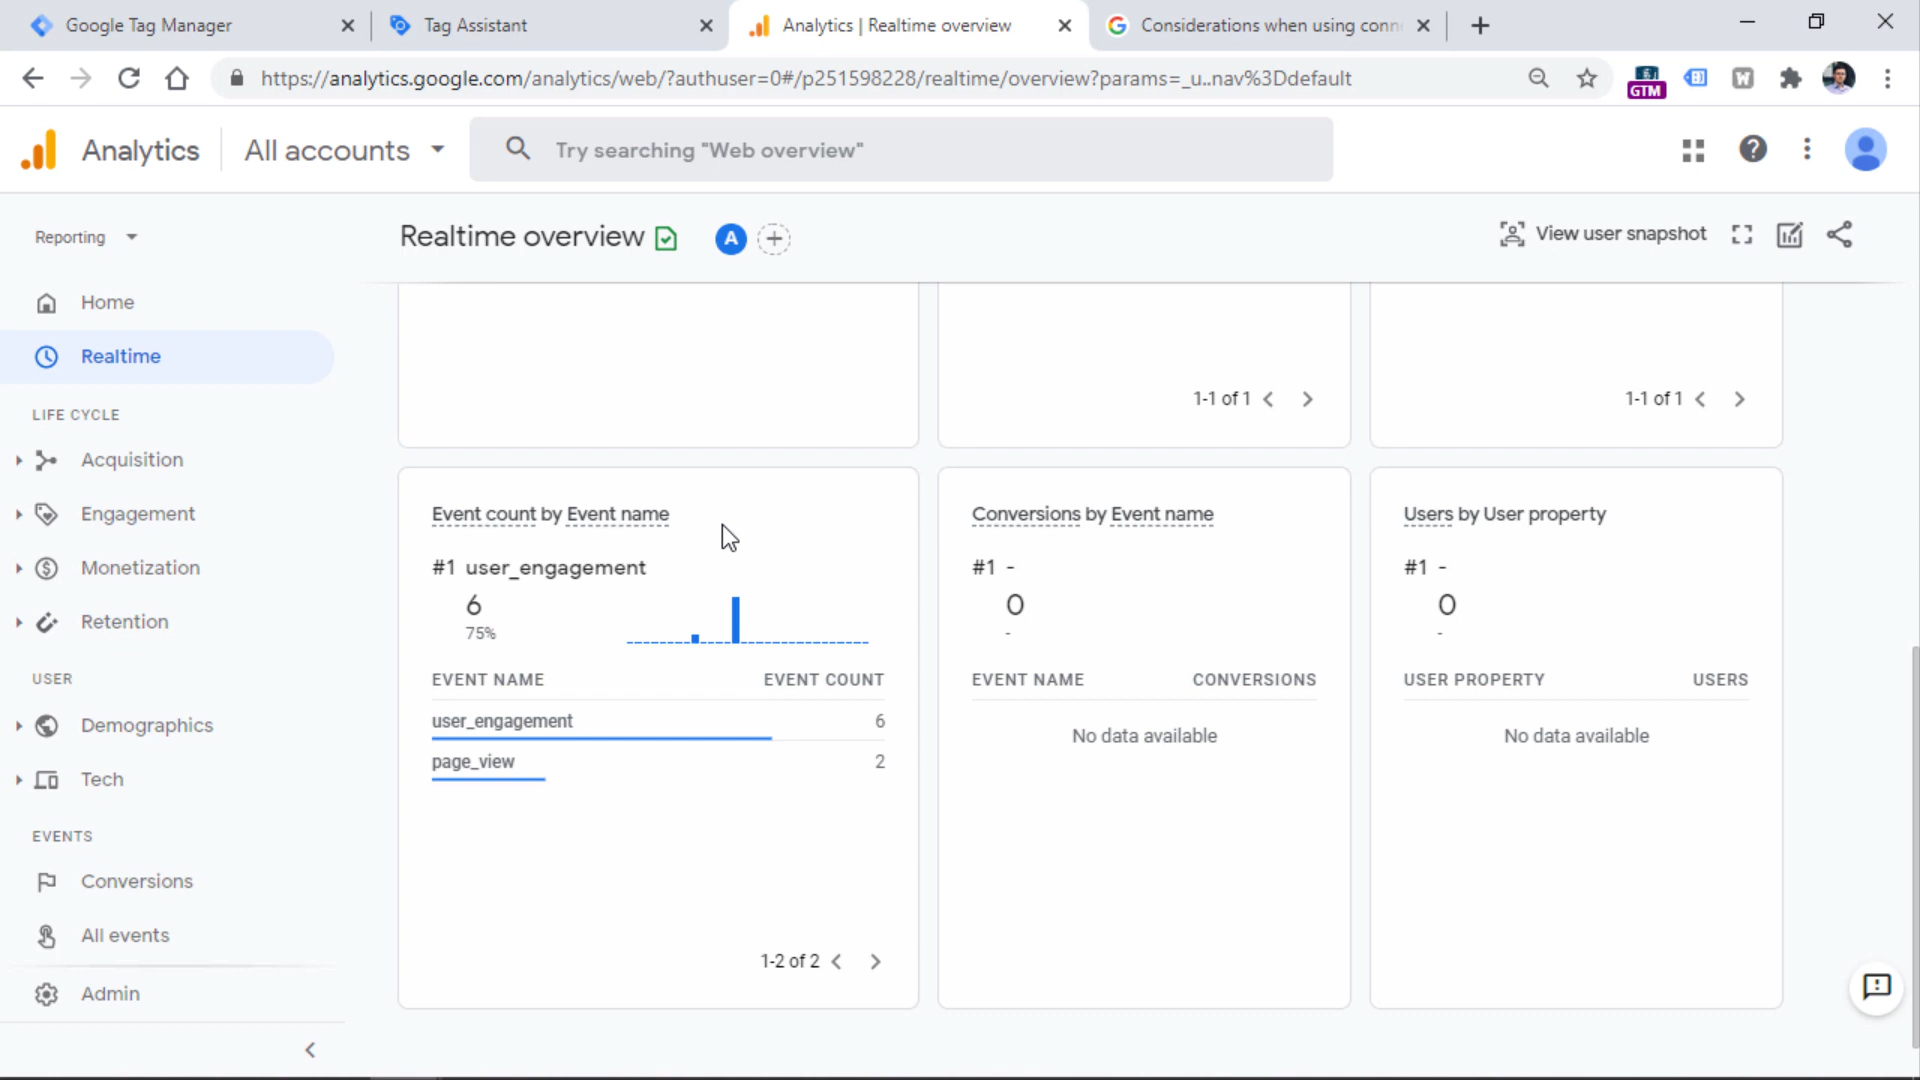 Google Tag Manager
Tag Assistant
Analytics | Realtime overview
Considerations when using conn
https://analytics.google.com/analytics/web/?authuser=0#/p251598228/realtime/overview?params=_u..nav%3Ddefault
GTM
W
Analytics
All accounts
Try searching "Web overview"
Reporting
Realtime overview
A
View user snapshot
Home
Realtime
LIFE CYCLE
Acquisition
Engagement
Monetization
Retention
USER
Demographics
Tech
EVENTS
Conversions
All events
Admin
1-1 of 1
1-1 of 1
Event count by Event name
#1 user_engagement
6
75%
EVENT NAME EVENT COUNT
user_engagement 6
page_view 2
1-2 of 2
Conversions by Event name
#1 -
0
-
EVENT NAME CONVERSIONS
No data available
Users by User property
#1 -
0
-
USER PROPERTY USERS
No data available